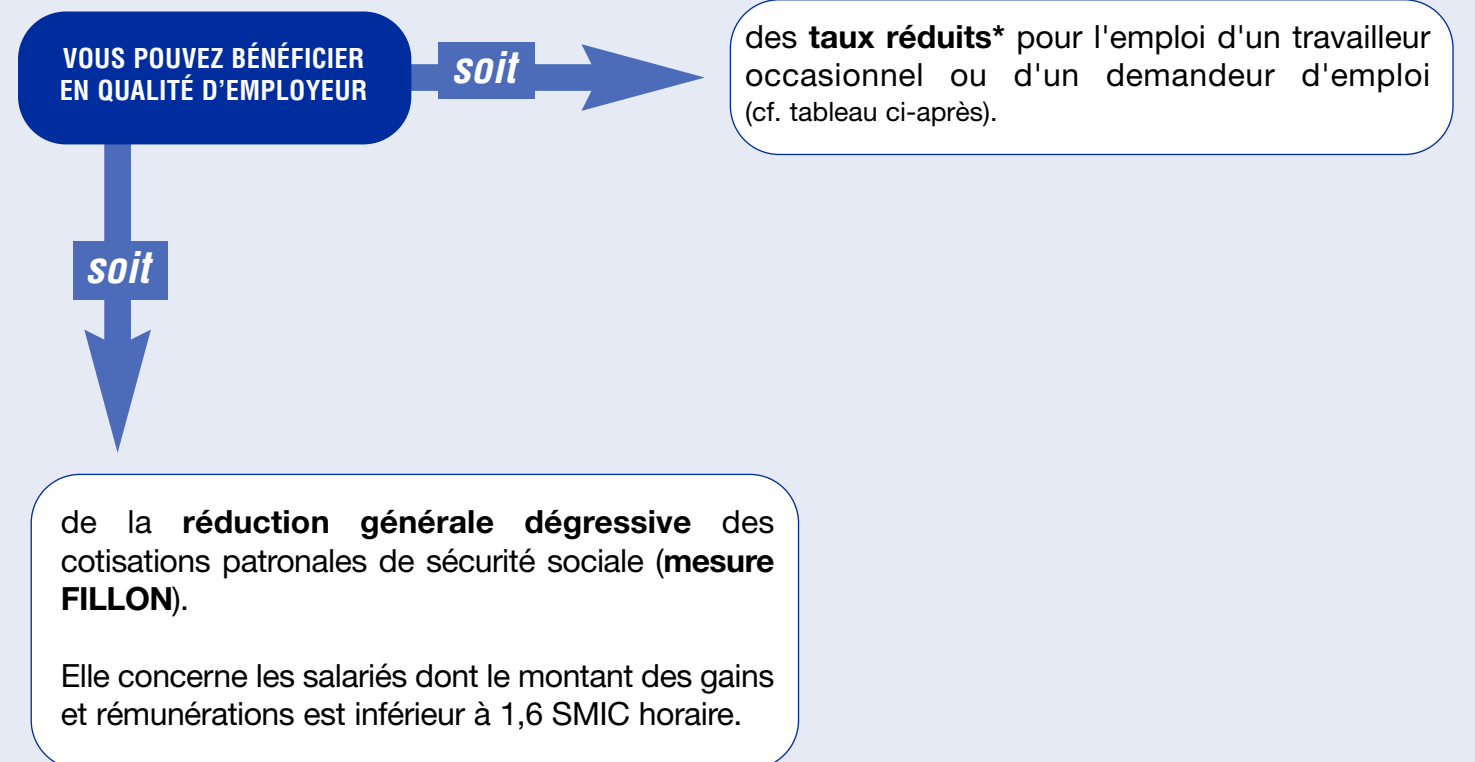 VOUS POUVEZ BÉNÉFICIER
EN QUALITÉ D’EMPLOYEUR
soit
des taux réduits* pour l'emploi d'un travailleur
occasionnel ou d'un demandeur d'emploi
(cf. tableau ci-après).
soit
de la réduction générale dégressive des
cotisations patronales de sécurité sociale (mesure
FILLON).
Elle concerne les salariés dont le montant des gains
et rémunérations est inférieur à 1,6 SMIC horaire.